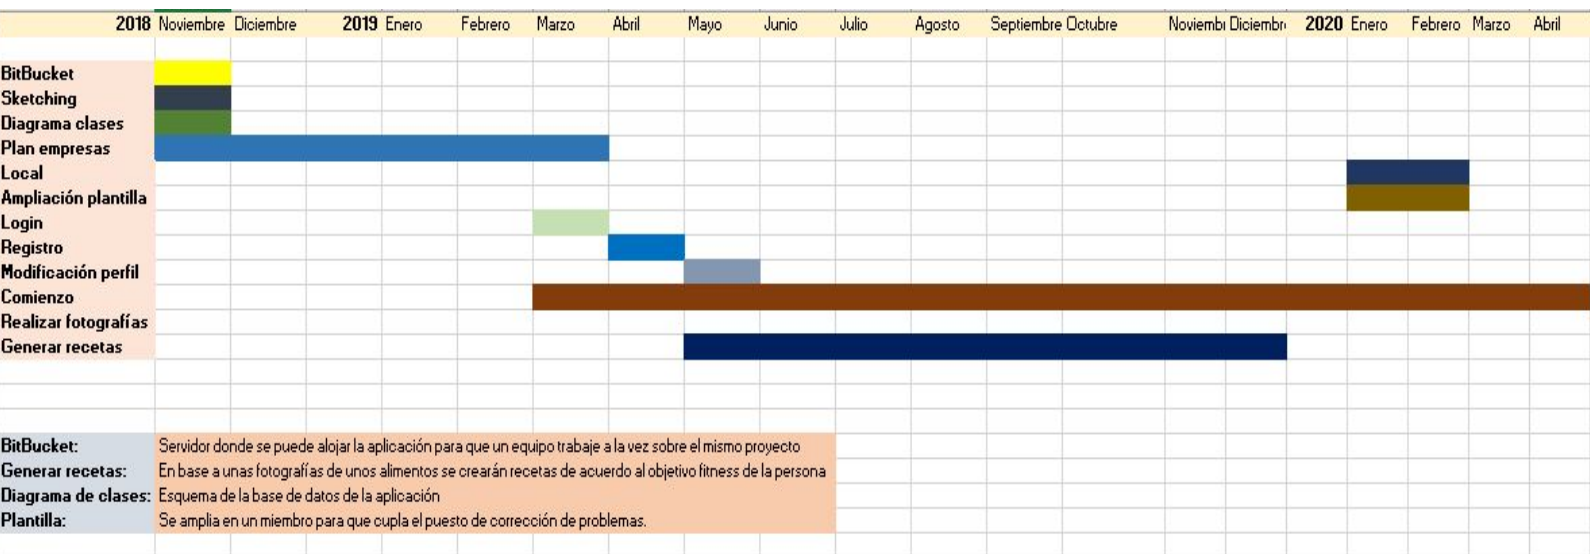 2018 Noviembre Diciembre 2019 Enero Febrero Marzo Abril Mayo Junio Julio Agosto Septiembre Octubre Noviembi Diciembr 2020 Enero Febrero Marzo Abril
BitBucket
Sketching
Diagrama clases
Plan empresas
Local
Ampliación plantilla
Login
Registro
Modificación perfil
Comienzo
Realizar fotografías
Generar recetas
BitBucket: Servidor donde se puede alojar la aplicación para que un equipo trabaje a la vez sobre el mismo proyecto
Generar recetas: En base a unas fotografías de unos alimentos se crearán recetas de acuerdo al objetivo fitness de la persona
Diagrama de clases: Esquema de la base de datos de la aplicación
Plantilla: Se amplia en un miembro para que cupla el puesto de corrección de problemas.